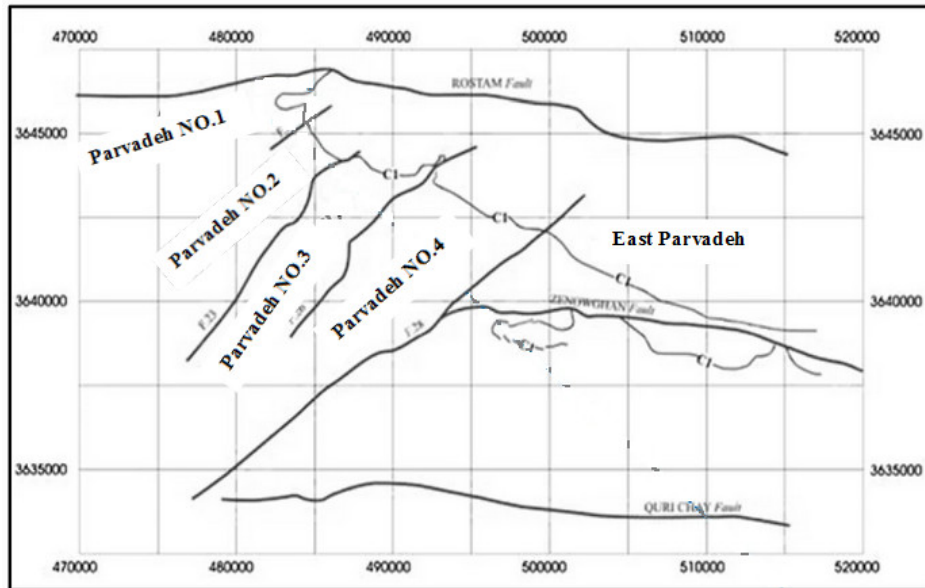 470000 480000 490000 500000 510000 520000
ROSTAM Fault
3645000 3645000
Parvadeh NO.1
C1
Parvadeh NO.2
C1
East Parvadeh
Parvadeh NO.4
C1
Parvadeh NO.3
3640000 3640000
ZENOWGHAN Fault
F.23
F.28
C1
C1
3635000 3635000
QURI CHAY Fault
470000 480000 490000 500000 510000 520000